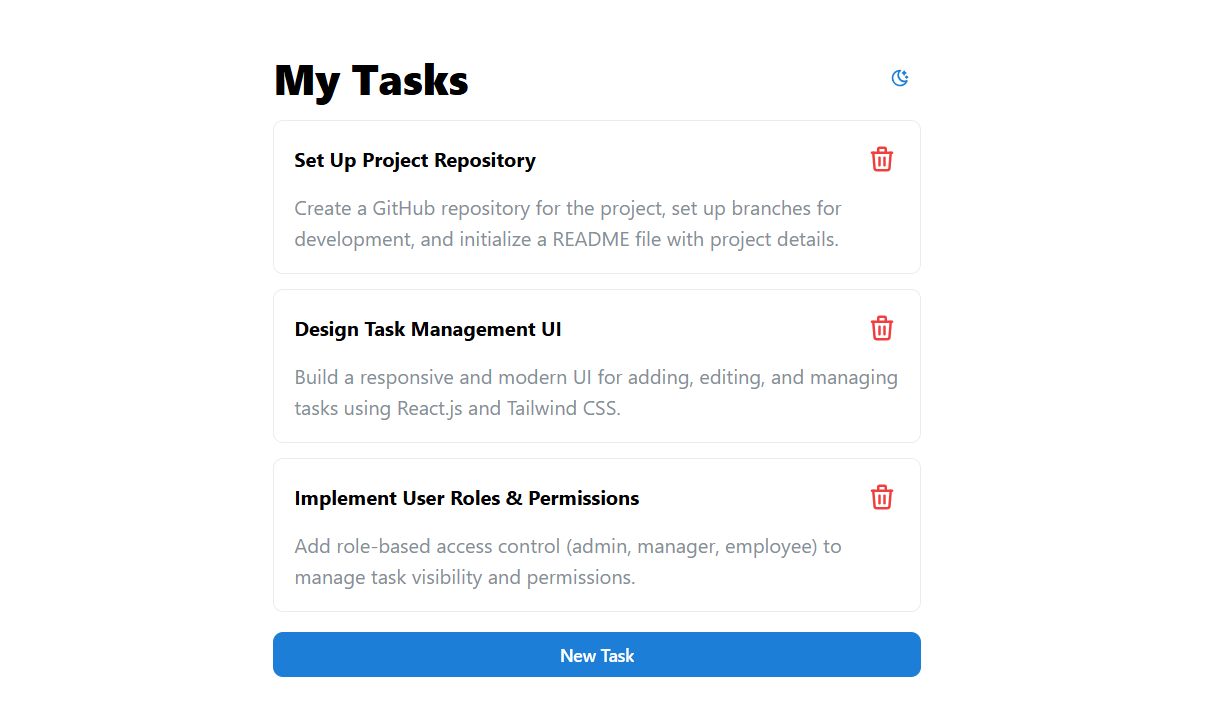 My Tasks
Set Up Project Repository
Create a GitHub repository for the project, set up branches for
development, and initialize a README file with project details.
Design Task Management UI
Build a responsive and modern UI for adding, editing, and managing
tasks using React.js and Tailwind CSS.
Implement User Roles & Permissions
Add role-based access control (admin, manager, employee) to
manage task visibility and permissions.
New Task